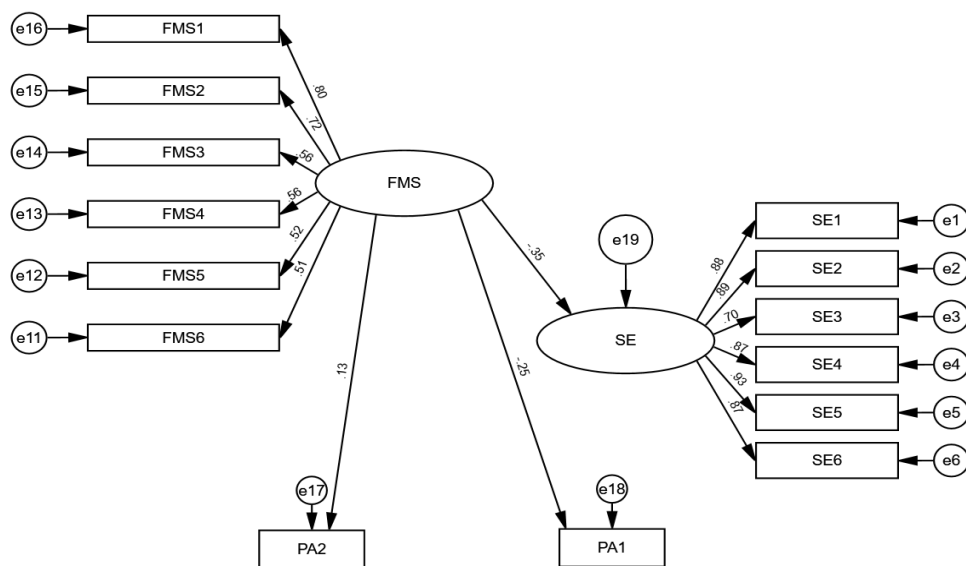 e16
FMS1
e15
FMS2
e14
FMS3
e13
FMS4
e12
FMS5
e11
FMS6
.80
.72
.56
.56
.52
.51
FMS
-.35
e19
SE
.88
.89
.70
.87
.93
.87
SE1
e1
SE2
e2
SE3
e3
SE4
e4
SE5
e5
SE6
e6
.13
-.25
e17
PA2
e18
PA1